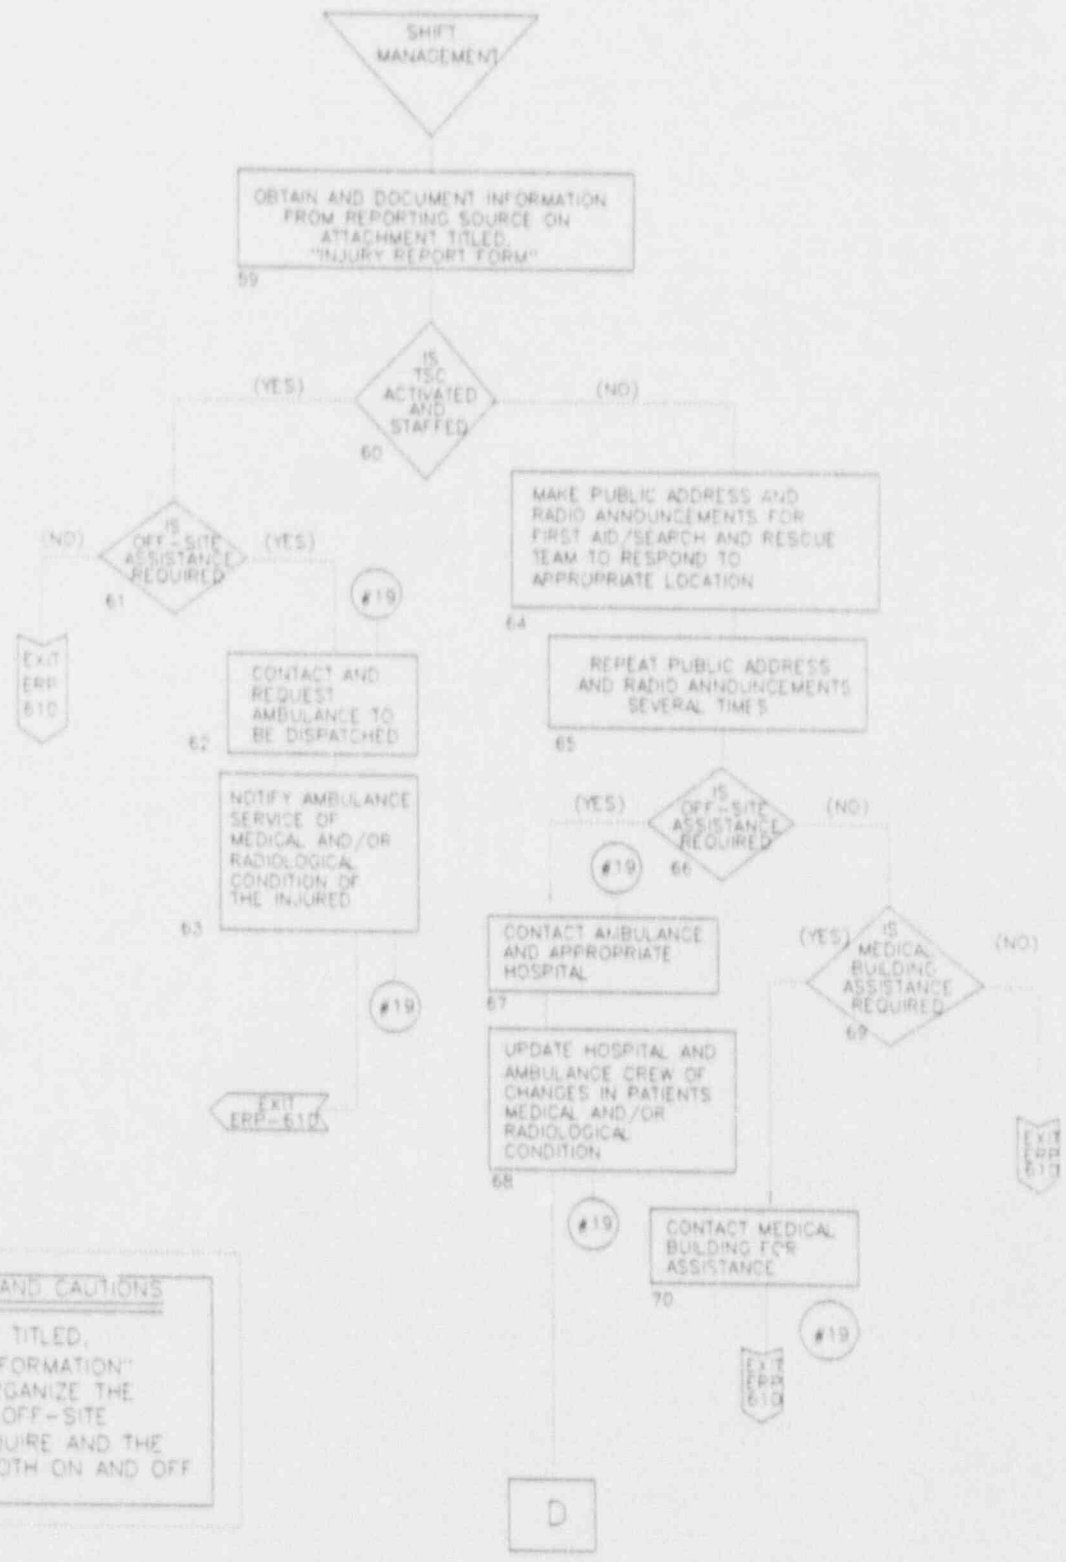 SHIFT
MANAGEMENT
OBTAIN AND DOCUMENT INFORMATION
FROM REPORTING SOURCE ON
ATTACHMENT TITLED,
"INJURY REPORT FORM"
59
IS
TSC
ACTIVATED
AND
STAFFED
60
(YES)
(NO)
IS
OFF-SITE
ASSISTANCE
REQUIRED
61
(NO)
(YES)
EXIT
ERP
610
#19
CONTACT AND
REQUEST
AMBULANCE TO
BE DISPATCHED
62
NOTIFY AMBULANCE
SERVICE OF
MEDICAL AND/OR
RADIOLOGICAL
CONDITION OF
THE INJURED
63
#19
EXIT
ERP-610
MAKE PUBLIC ADDRESS AND
RADIO ANNOUNCEMENTS FOR
FIRST AID/SEARCH AND RESCUE
TEAM TO RESPOND TO
APPROPRIATE LOCATION
64
REPEAT PUBLIC ADDRESS
AND RADIO ANNOUNCEMENTS
SEVERAL TIMES
65
IS
OFF-SITE
ASSISTANCE
REQUIRED
66
(YES)
(NO)
#19
CONTACT AMBULANCE
AND APPROPRIATE
HOSPITAL
67
UPDATE HOSPITAL AND
AMBULANCE CREW OF
CHANGES IN PATIENTS
MEDICAL AND/OR
RADIOLOGICAL
CONDITION
68
#19
IS
MEDICAL
BUILDING
ASSISTANCE
REQUIRED
69
(YES)
(NO)
EXIT
ERP
610
CONTACT MEDICAL
BUILDING FOR
ASSISTANCE
70
#19
EXIT
ERP
610
D
AND CAUTIONS
TITLED,
FORMATION"
GANIZE THE
OFF-SITE
QUIRE AND THE
OTH ON AND OFF